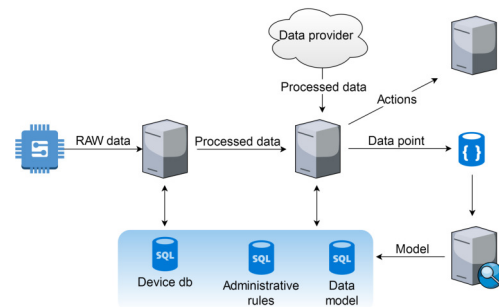 Data provider
Processed data
Actions
RAW data
Processed data
Data point
{ }
SQL
SQL
SQL
Model
Device db
Administrative
rules
Data
model